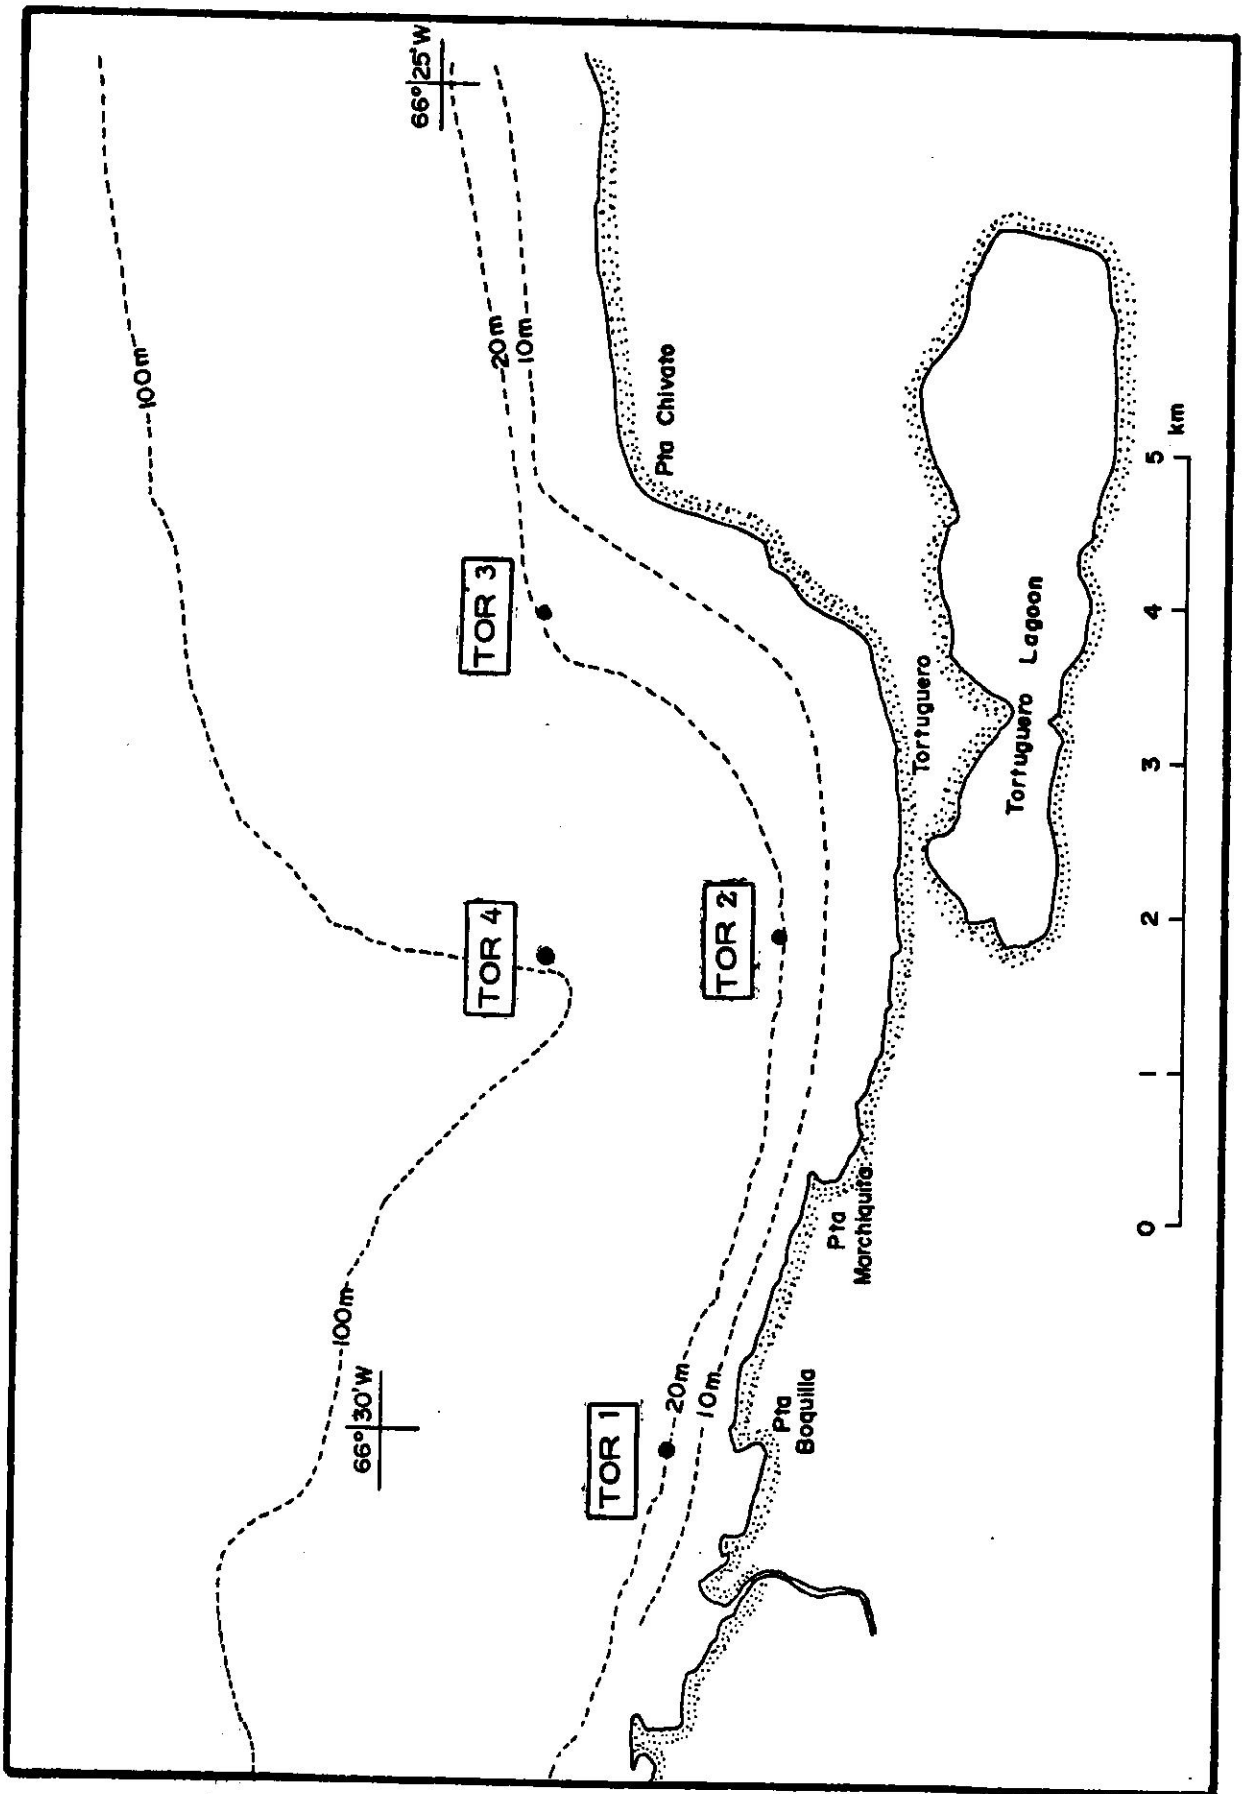 66°30'W
66°25'W
100m
100m
TOR 1
TOR 4
TOR 3
TOR 2
20m
10m
20m
10m
Pta
Boquilla
Pta
Marchiquita
Pta Chivato
Tortuguero
Tortuguero Lagoon
0 1 2 3 4 5
km